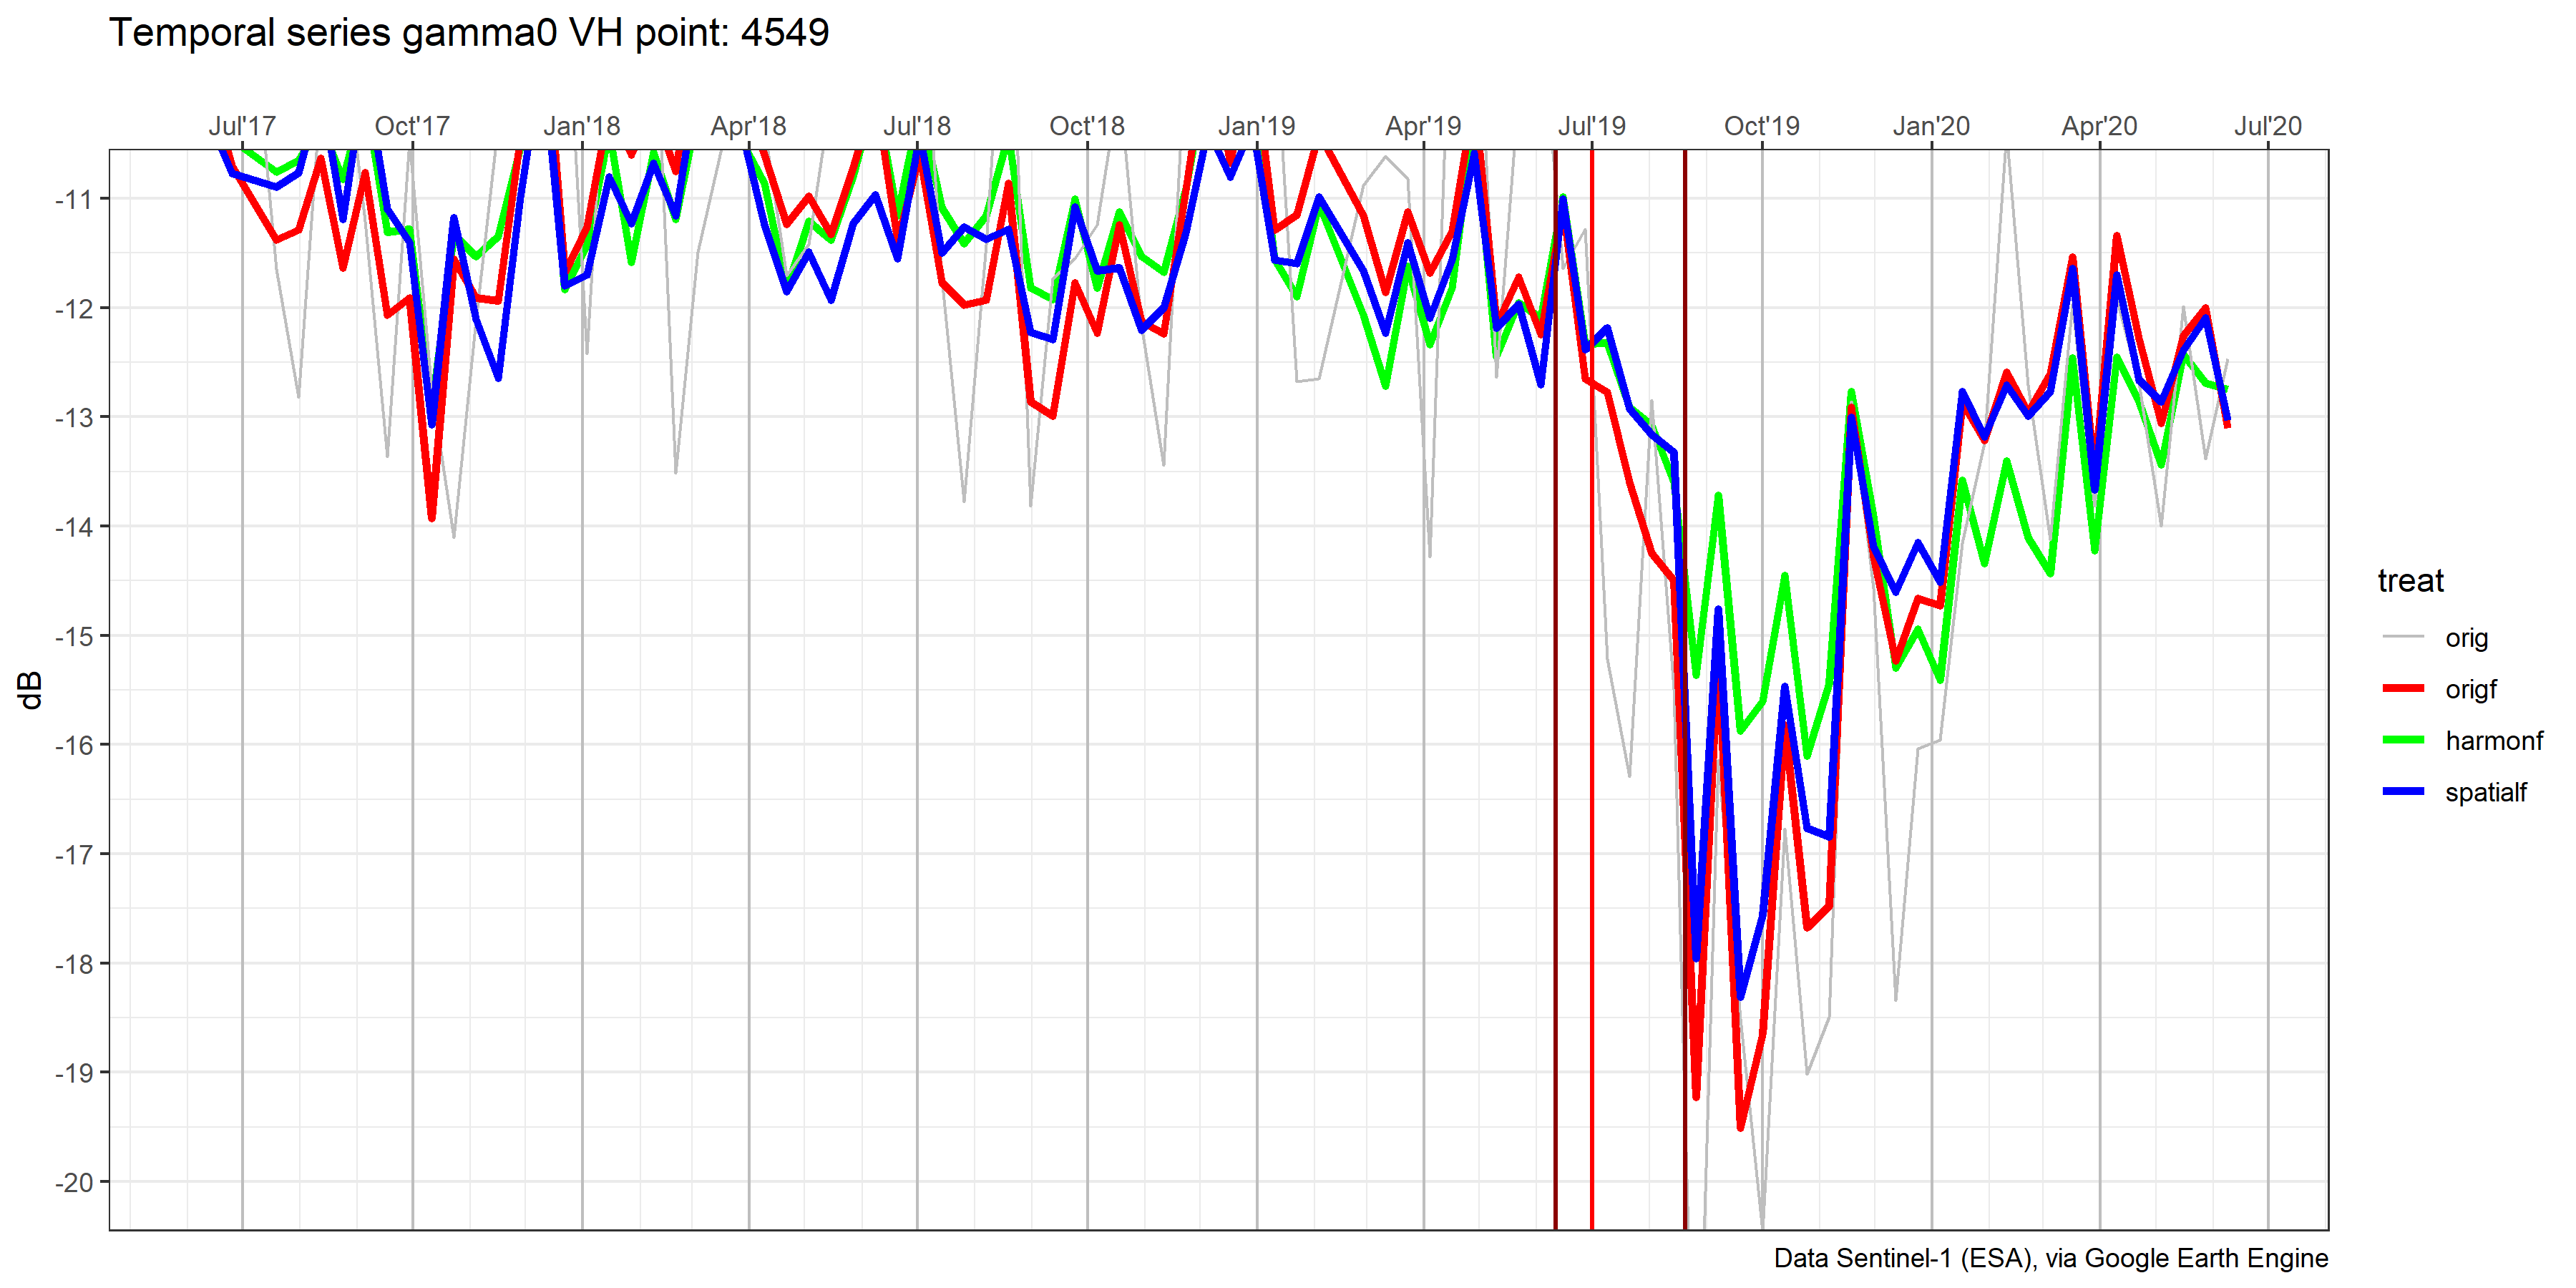 Temporal series gamma0 VH point: 4549
Jul'17 Oct'17 Jan'18 Apr'18 Jul'18 Oct'18 Jan'19 Apr'19 Jul'19 Oct'19 Jan'20 Apr'20 Jul'20
-11
-12
-13
-14
-15
-16
-17
-18
-19
-20
dB
treat
orig
origf
harmonf
spatialf
Data Sentinel-1 (ESA), via Google Earth Engine